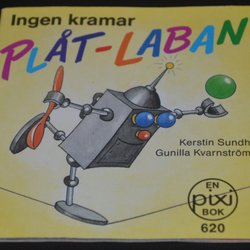 Ingen kramar
PLÅT-LABAN
Kerstin Sundh
Gunilla Kvarnström
EN
pixi
BOK
620